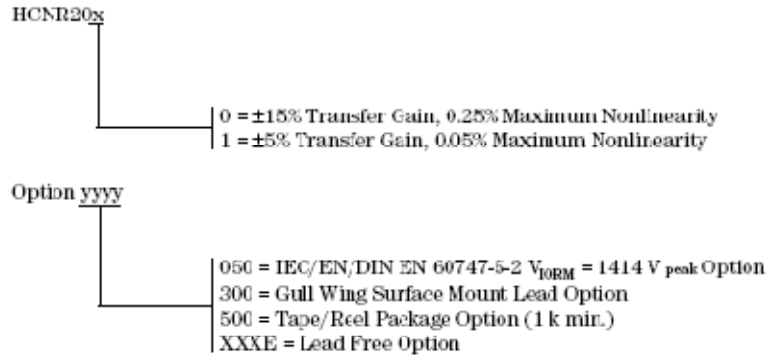 HCNR20x
0 = ±15% Transfer Gain, 0.25% Maximum Nonlinearity
1 = ±5% Transfer Gain, 0.05% Maximum Nonlinearity
Option yyyy
050 = IEC/EN/DIN EN 60747-5-2 VIORM = 1414 V peak Option
300 = Gull Wing Surface Mount Lead Option
500 = Tape/Reel Package Option (1 k min.)
XXXE = Lead Free Option